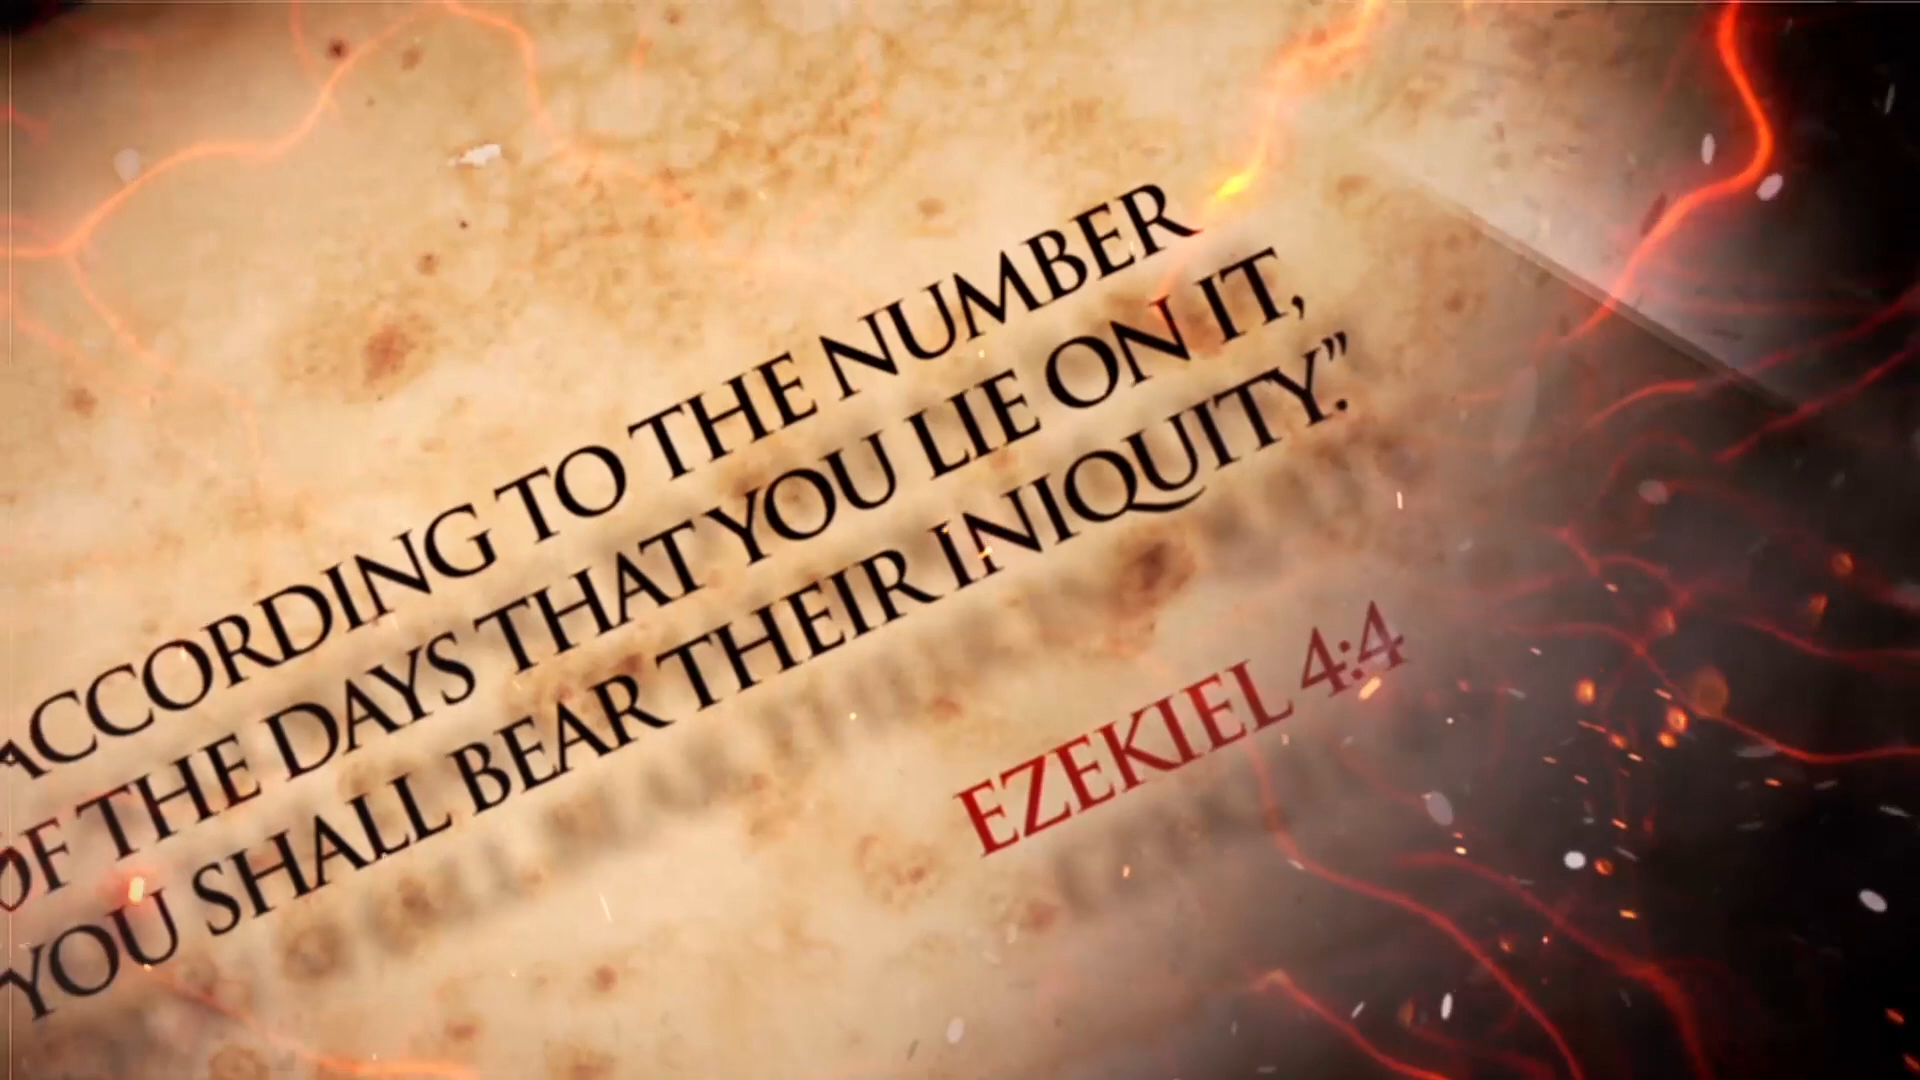 ACCORDING TO THE NUMBER
OF THE DAYS THAT YOU LIE ON IT,
YOU SHALL BEAR THEIR INIQUITY.”
EZEKIEL 4:4